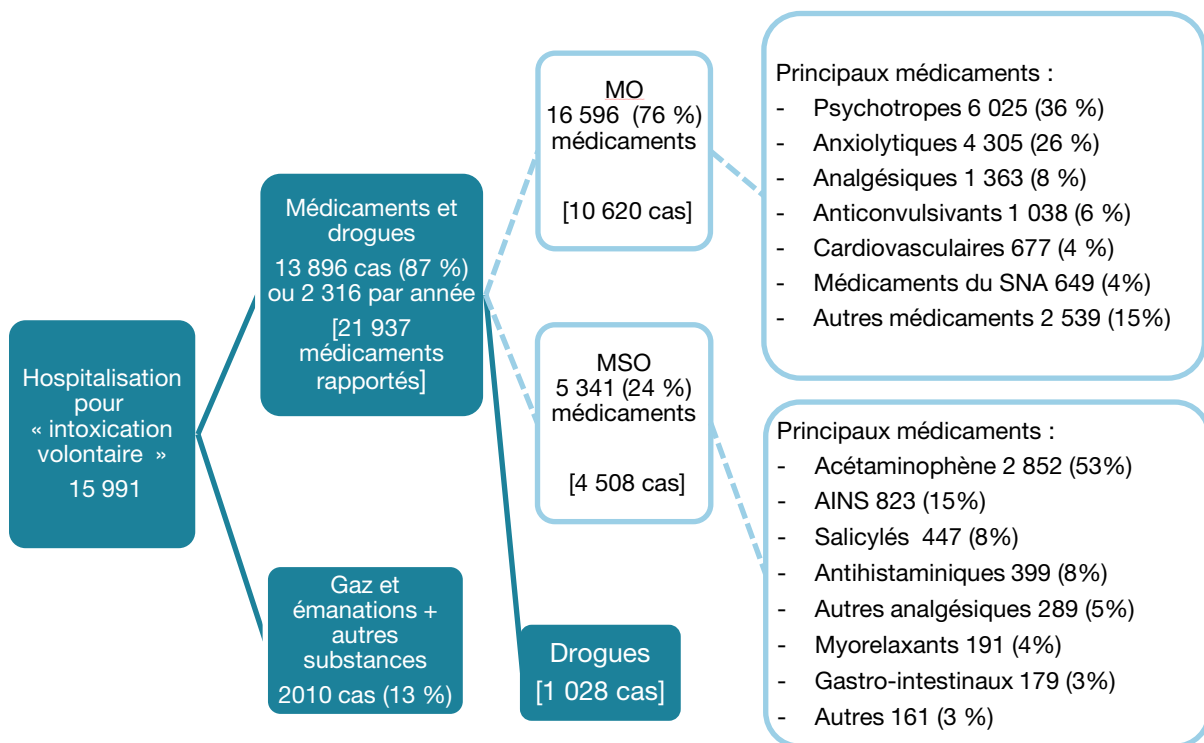 Hospitalisation
pour
« intoxication
volontaire »
15 991
Médicaments et
drogues
13 896 cas (87 %)
ou 2 316 par année
[21 937
médicaments
rapportés]
Gaz et
émanations +
autres
substances
2010 cas (13 %)
MO
16 596 (76 %)
médicaments
[10 620 cas]
MSO
5 341 (24 %)
médicaments
[4 508 cas]
Drogues
[1 028 cas]
Principaux médicaments :
- Psychotropes 6 025 (36 %)
- Anxiolytiques 4 305 (26 %)
- Analgésiques 1 363 (8 %)
- Anticonvulsivants 1 038 (6 %)
- Cardiovasculaires 677 (4 %)
- Médicaments du SNA 649 (4%)
- Autres médicaments 2 539 (15%)
Principaux médicaments :
- Acétaminophène 2 852 (53%)
- AINS 823 (15%)
- Salicylés 447 (8%)
- Antihistaminiques 399 (8%)
- Autres analgésiques 289 (5%)
- Myorelaxants 191 (4%)
- Gastro-intestinaux 179 (3%)
- Autres 161 (3 %)